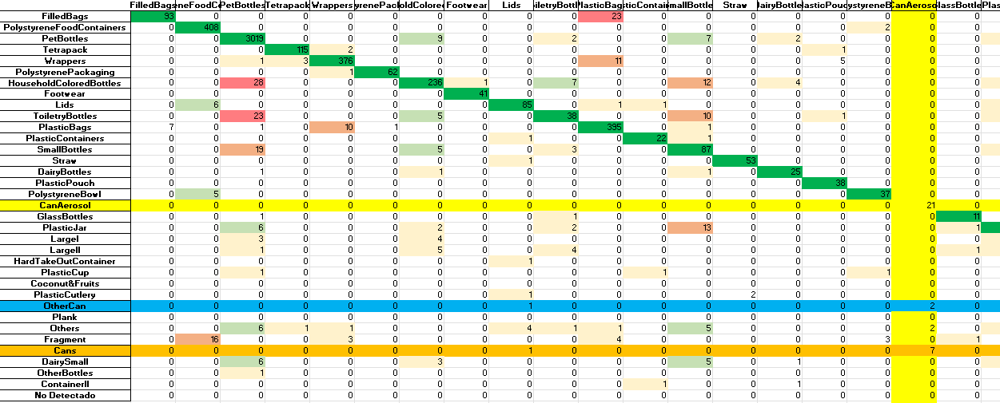 FilledBags neFoodCo PetBottles Tetrapack Wrappers yrenePack oldColore Footwear Lids iletryBottl PlasticBag ticContain mallBottle Straw DairyBottle lasticPouc ystyreneB CanAeroso lassBottle Plas
FilledBags 93 0 0 0 0 0 0 0 0 0 23 0 0 0 0 0 0 0 0
PolystyreneFoodContainers 0 408 0 0 0 0 0 0 0 0 0 0 0 0 0 0 2 0 0
PetBottles 0 0 3019 0 0 0 9 0 0 2 0 0 7 0 2 0 0 0 0
Tetrapack 0 0 0 115 2 0 0 0 0 0 0 0 0 0 0 1 0 0 0
Wrappers 0 0 1 3 376 0 0 0 0 0 11 0 0 0 0 5 0 0 0
PolystyrenePackaging 0 0 0 0 1 62 0 0 0 0 0 0 0 0 0 0 0 0 0
HouseholdColoredBottles 0 0 28 0 0 0 236 1 0 7 0 0 12 0 4 0 0 0 0
Footwear 0 0 0 0 0 0 0 41 0 0 0 0 0 0 0 0 0 0 0
Lids 0 6 0 0 0 0 0 0 85 0 1 1 0 0 0 0 0 0 0
ToiletryBottles 0 0 23 0 0 0 5 0 0 38 0 0 10 0 0 1 0 0 0
PlasticBags 7 0 1 0 10 1 0 0 0 0 395 0 1 0 0 0 0 0 0
PlasticContainers 0 0 0 0 0 0 0 0 1 0 0 22 1 0 0 0 0 0 0
SmallBottles 0 0 19 0 0 0 5 0 0 3 0 0 87 0 0 0 0 0 0
Straw 0 0 0 0 0 0 0 0 1 0 0 0 0 53 0 0 0 0 0
DairyBottles 0 0 1 0 0 0 1 0 0 0 0 0 1 0 25 0 0 0 0
PlasticPouch 0 0 0 0 0 0 0 0 0 0 0 0 0 0 0 38 0 0 0
PolystyreneBowl 0 5 0 0 0 0 0 0 0 0 0 0 0 0 0 0 37 0 0
CanAerosol 0 0 0 0 0 0 0 0 0 0 0 0 0 0 0 0 0 21 0
GlassBottles 0 0 1 0 0 0 0 0 0 1 0 0 0 0 0 0 0 0 11
PlasticJar 0 0 6 0 0 0 2 0 0 2 0 0 13 0 0 0 0 0 1
LargeI 0 0 3 0 0 0 4 0 0 0 0 0 0 0 0 0 0 0 0
LargeII 0 0 1 0 0 0 5 0 0 4 0 0 0 0 0 0 0 0 1
HardTakeOutContainer 0 0 0 0 0 0 0 0 1 0 0 0 0 0 0 0 0 0 0
PlasticCup 0 0 1 0 0 0 0 0 0 0 0 1 0 0 0 0 1 0 0
Coconut&Fruits 0 0 0 0 0 0 0 0 0 0 0 0 0 0 0 0 0 0 0
PlasticCutlery 0 0 0 0 0 0 0 0 1 0 0 0 0 2 0 0 0 0 0
OtherCan 0 0 0 0 0 0 0 0 1 0 0 0 0 0 0 0 0 2 0
Plank 0 0 0 0 0 0 0 0 0 0 0 0 0 0 0 0 0 0 0
Others 0 0 6 1 1 0 0 0 4 1 1 0 5 0 0 0 0 2 0
Fragment 0 16 0 0 3 0 0 0 0 0 4 0 0 0 0 0 3 0 1
Cans 0 0 0 0 0 0 0 0 1 0 0 0 0 0 0 0 0 7 0
DairySmall 0 0 6 0 0 0 3 0 0 0 0 0 5 0 1 0 0 0 0
OtherBottles 0 0 1 0 0 0 0 0 0 0 0 0 0 0 0 0 0 0 0
ContainerII 0 0 0 0 0 0 0 0 0 0 0 1 0 0 1 0 0 0 0
No Detectado 0 0 0 0 0 0 0 0 0 0 0 0 0 0 0 0 0 0 0